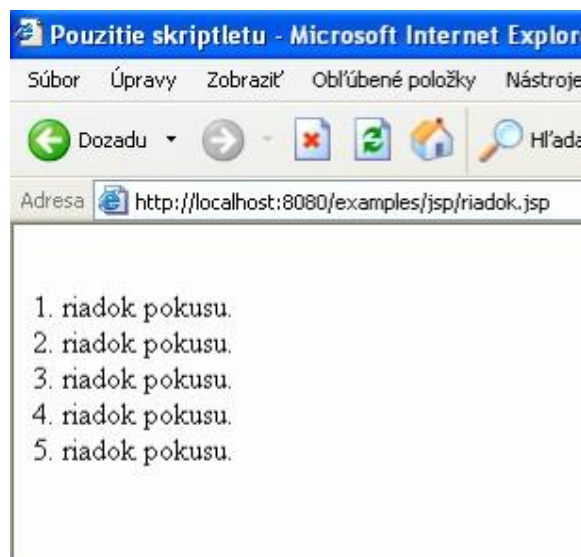 Pouzitie skriptletu - Microsoft Internet Explor
Súbor Úpravy Zobraziť Obľúbené položky Nástroje
Dozadu Hľada
Adresa http://localhost:8080/examples/jsp/riadok.jsp
1. riadok pokusu.
2. riadok pokusu.
3. riadok pokusu.
4. riadok pokusu.
5. riadok pokusu.